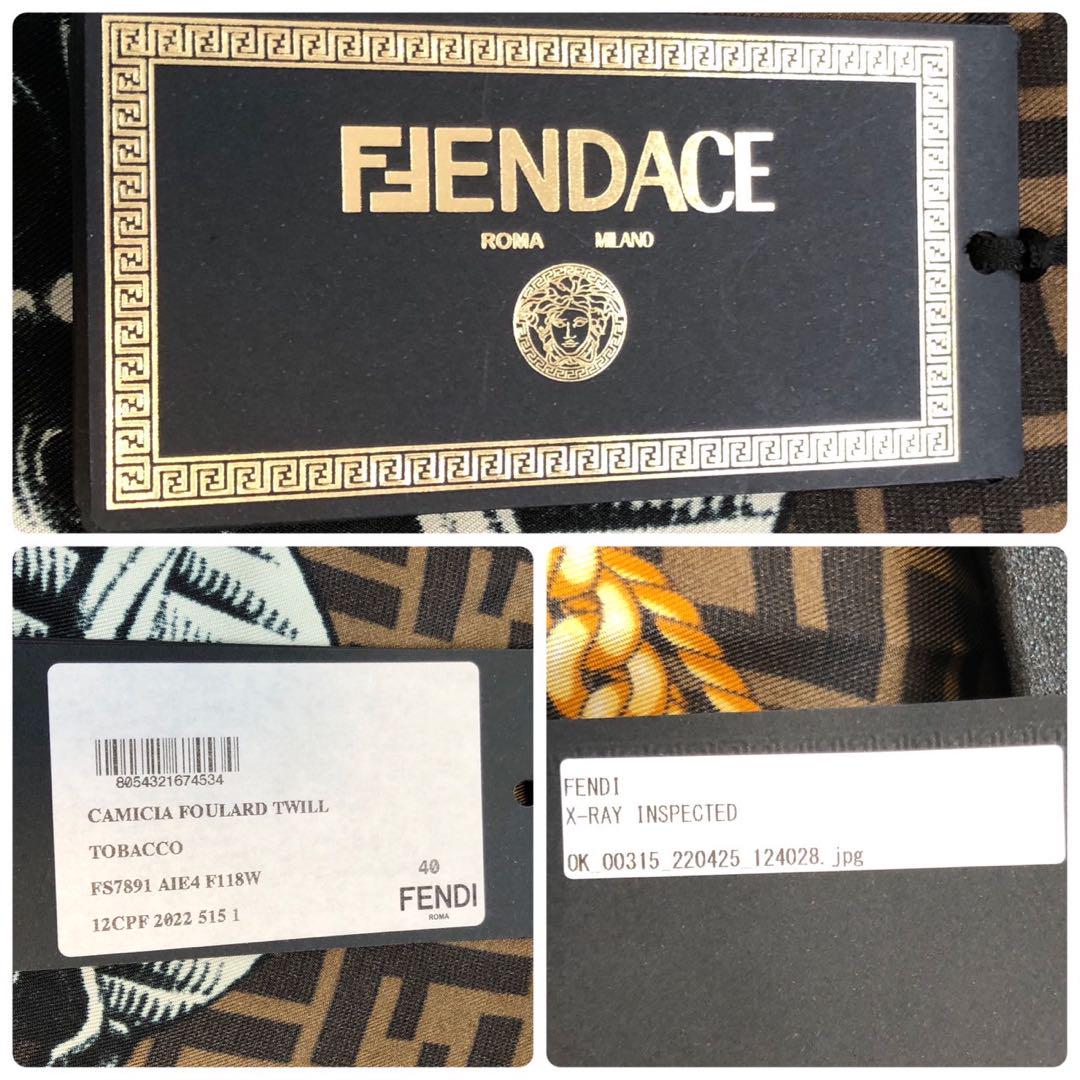 FFENDACE
ROMA MILANO
8054321674534
CAMICIA FOULARD TWILL
TOBACCO
FS7891 AIE4 F118W
12CPF 2022 515 1
40
FENDI
ROMA
FENDI
X-RAY INSPECTED
OK_00315_220425_124028.jpg